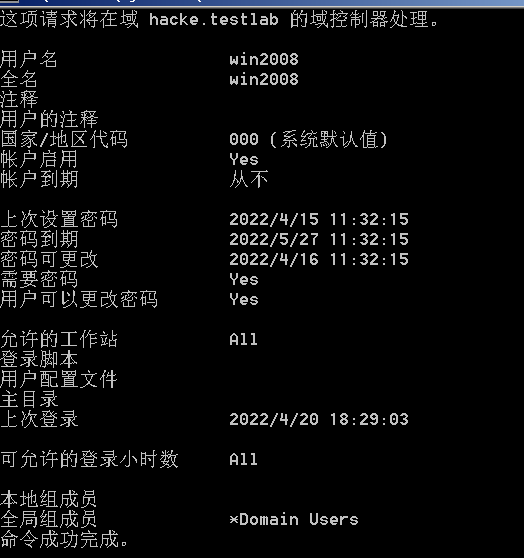 这项请求将在域 hacke.testlab 的域控制器处理。
用户名 win2008
全名 win2008
注释
用户的注释
国家/地区代码 000 (系统默认值)
帐户启用 Yes
帐户到期 从不
上次设置密码 2022/4/15 11:32:15
密码到期 2022/5/27 11:32:15
密码可更改 2022/4/16 11:32:15
需要密码 Yes
用户可以更改密码 Yes
允许的工作站 All
登录脚本
用户配置文件
主目录
上次登录 2022/4/20 18:29:03
可允许的登录小时数 All
本地组成员
全局组成员 *Domain Users
命令成功完成。